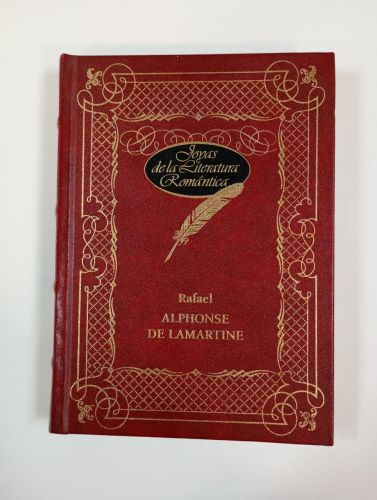 Joyas
de la Literatura
Romántica
Rafael
ALPHONSE
DE LAMARTINE